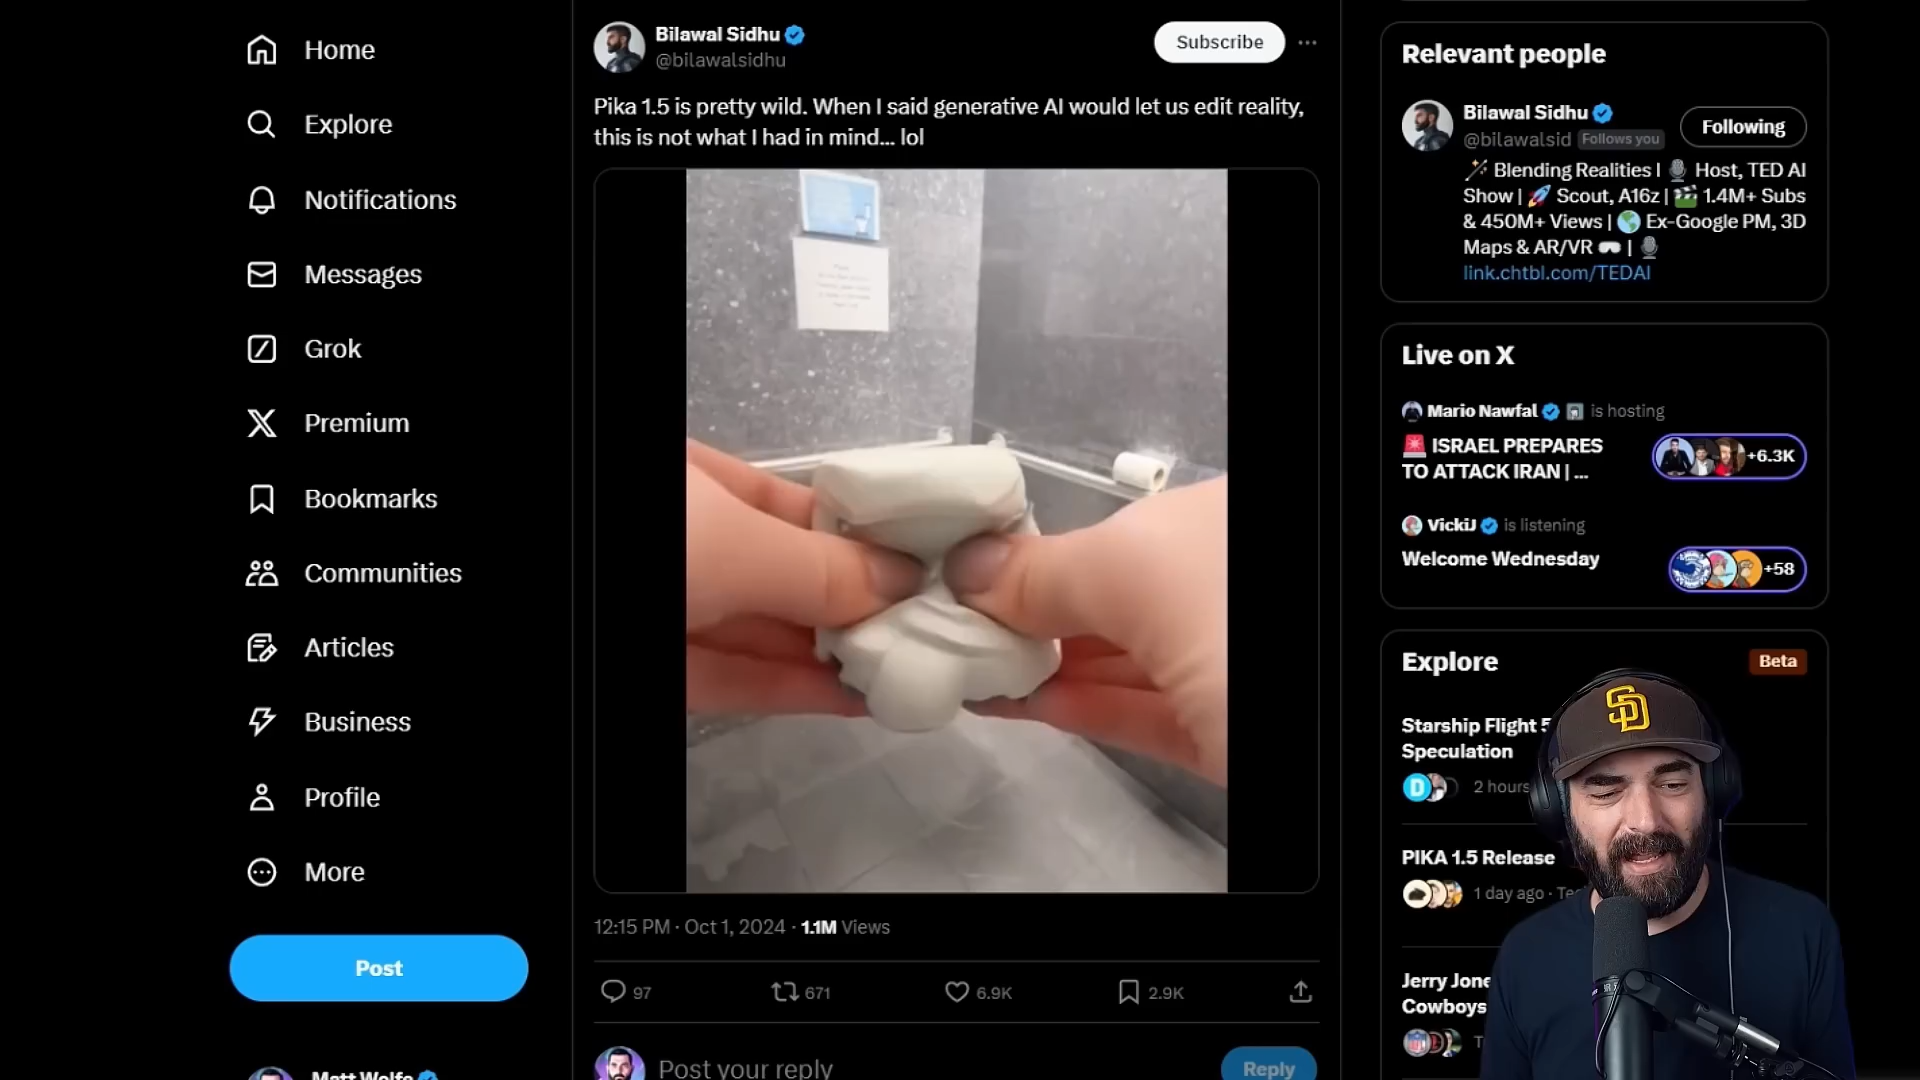 Home
Explore
Notifications
Messages
Grok
Premium
Bookmarks
Communities
Articles
Business
Profile
More
Post
Matt Wolfe
Bilawal Sidhu
@bilawalsidhu
Subscribe
Pika 1.5 is pretty wild. When I said generative AI would let us edit reality,
this is not what I had in mind... lol
12:15 PM · Oct 1, 2024 · 1.1M Views
97
671
6.9K
2.9K
Post your reply
Reply
Relevant people
Bilawal Sidhu
@bilawalsid Follows you
Following
Blending Realities | Host, TED AI
Show | Scout, A16z | 1.4M+ Subs
& 450M+ Views | Ex-Google PM, 3D
Maps & AR/VR |
link.chtbl.com/TEDAI
Live on X
Mario Nawfal is hosting
ISRAEL PREPARES
TO ATTACK IRAN | ...
+6.3K
VickiJ is listening
Welcome Wednesday
+58
Explore
Beta
Starship Flight 5
Speculation
D
2 hours
PIKA 1.5 Release
1 day ago ·
Jerry Jone
Cowboys
SD